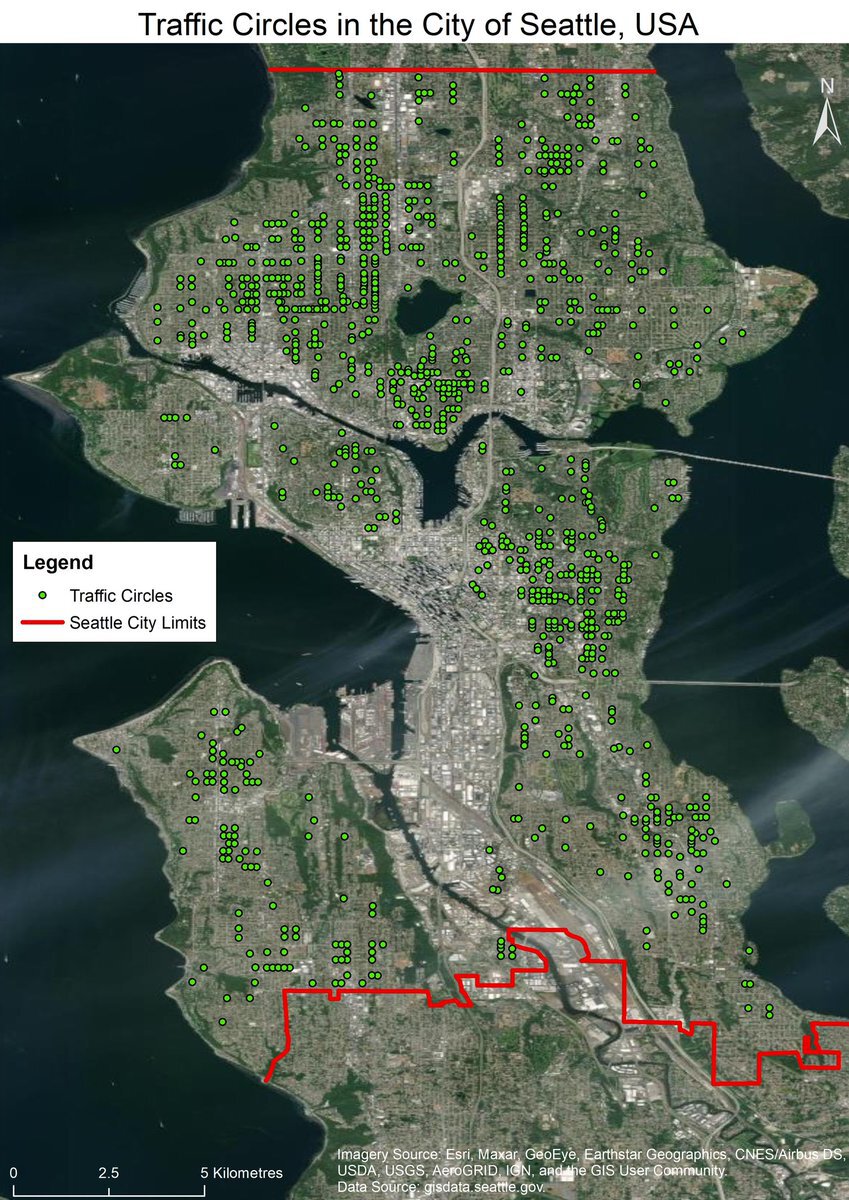 Traffic Circles in the City of Seattle, USA
N
Legend
Traffic Circles
Seattle City Limits
0 2.5 5 Kilometres
Imagery Source: Esri, Maxar, GeoEye, Earthstar Geographics, CNES/Airbus DS,
USDA, USGS, AeroGRID, IGN, and the GIS User Community.
Data Source: gisdata.seattle.gov.